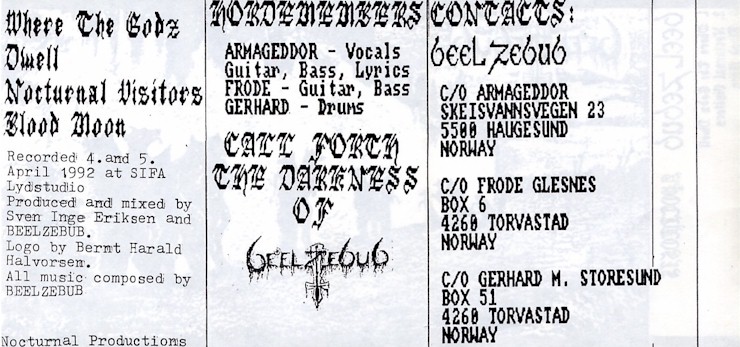 Where The Godz
Dwell
Nocturnal Visitors
Blood Moon
Recorded 4.and 5.
April 1992 at SIFA
Lydstudio
Produced and mixed by
Sven Inge Eriksen and
BEELZEBUB.
Logo by Bernt Harald
Halvorsen.
All music composed by
BEELZEBUB
Nocturnal Productions
HORDEMEMBERS
ARMAGEDDOR - Vocals
Guitar, Bass, Lyrics
FRODE - Guitar, Bass
GERHARD - Drums
CALL FORTH
THE DARKNESS
OF
BEELZEBUB
CONTACTS:
BEELZEBUB
C/O ARMAGEDDOR
SKEISVANNSVEGEN 23
5500 HAUGESUND
NORWAY
C/O FRODE GLESNES
BOX 6
4260 TORVASTAD
NORWAY
C/O GERHARD M. STORESUND
BOX 51
4260 TORVASTAD
NORWAY